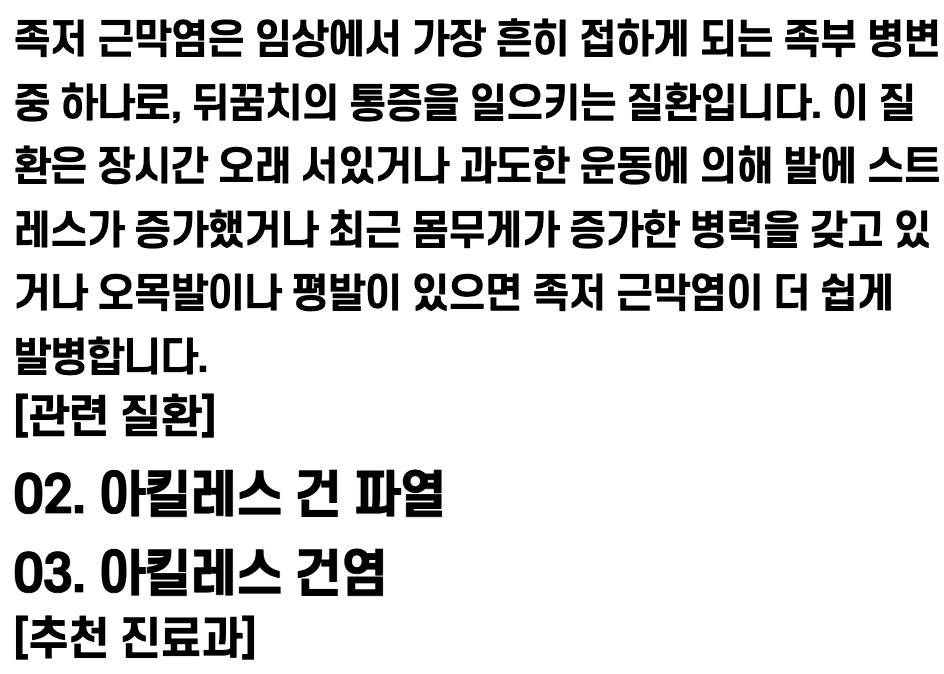 족저 근막염은 임상에서 가장 흔히 접하게 되는 족부 병변
중 하나로, 뒤꿈치의 통증을 일으키는 질환입니다. 이 질
환은 장시간 오래 서있거나 과도한 운동에 의해 발에 스트
레스가 증가했거나 최근 몸무게가 증가한 병력을 갖고 있
거나 오목발이나 평발이 있으면 족저 근막염이 더 쉽게
발병합니다.
[관련 질환]
02. 아킬레스 건 파열
03. 아킬레스 건염
[추천 진료과]